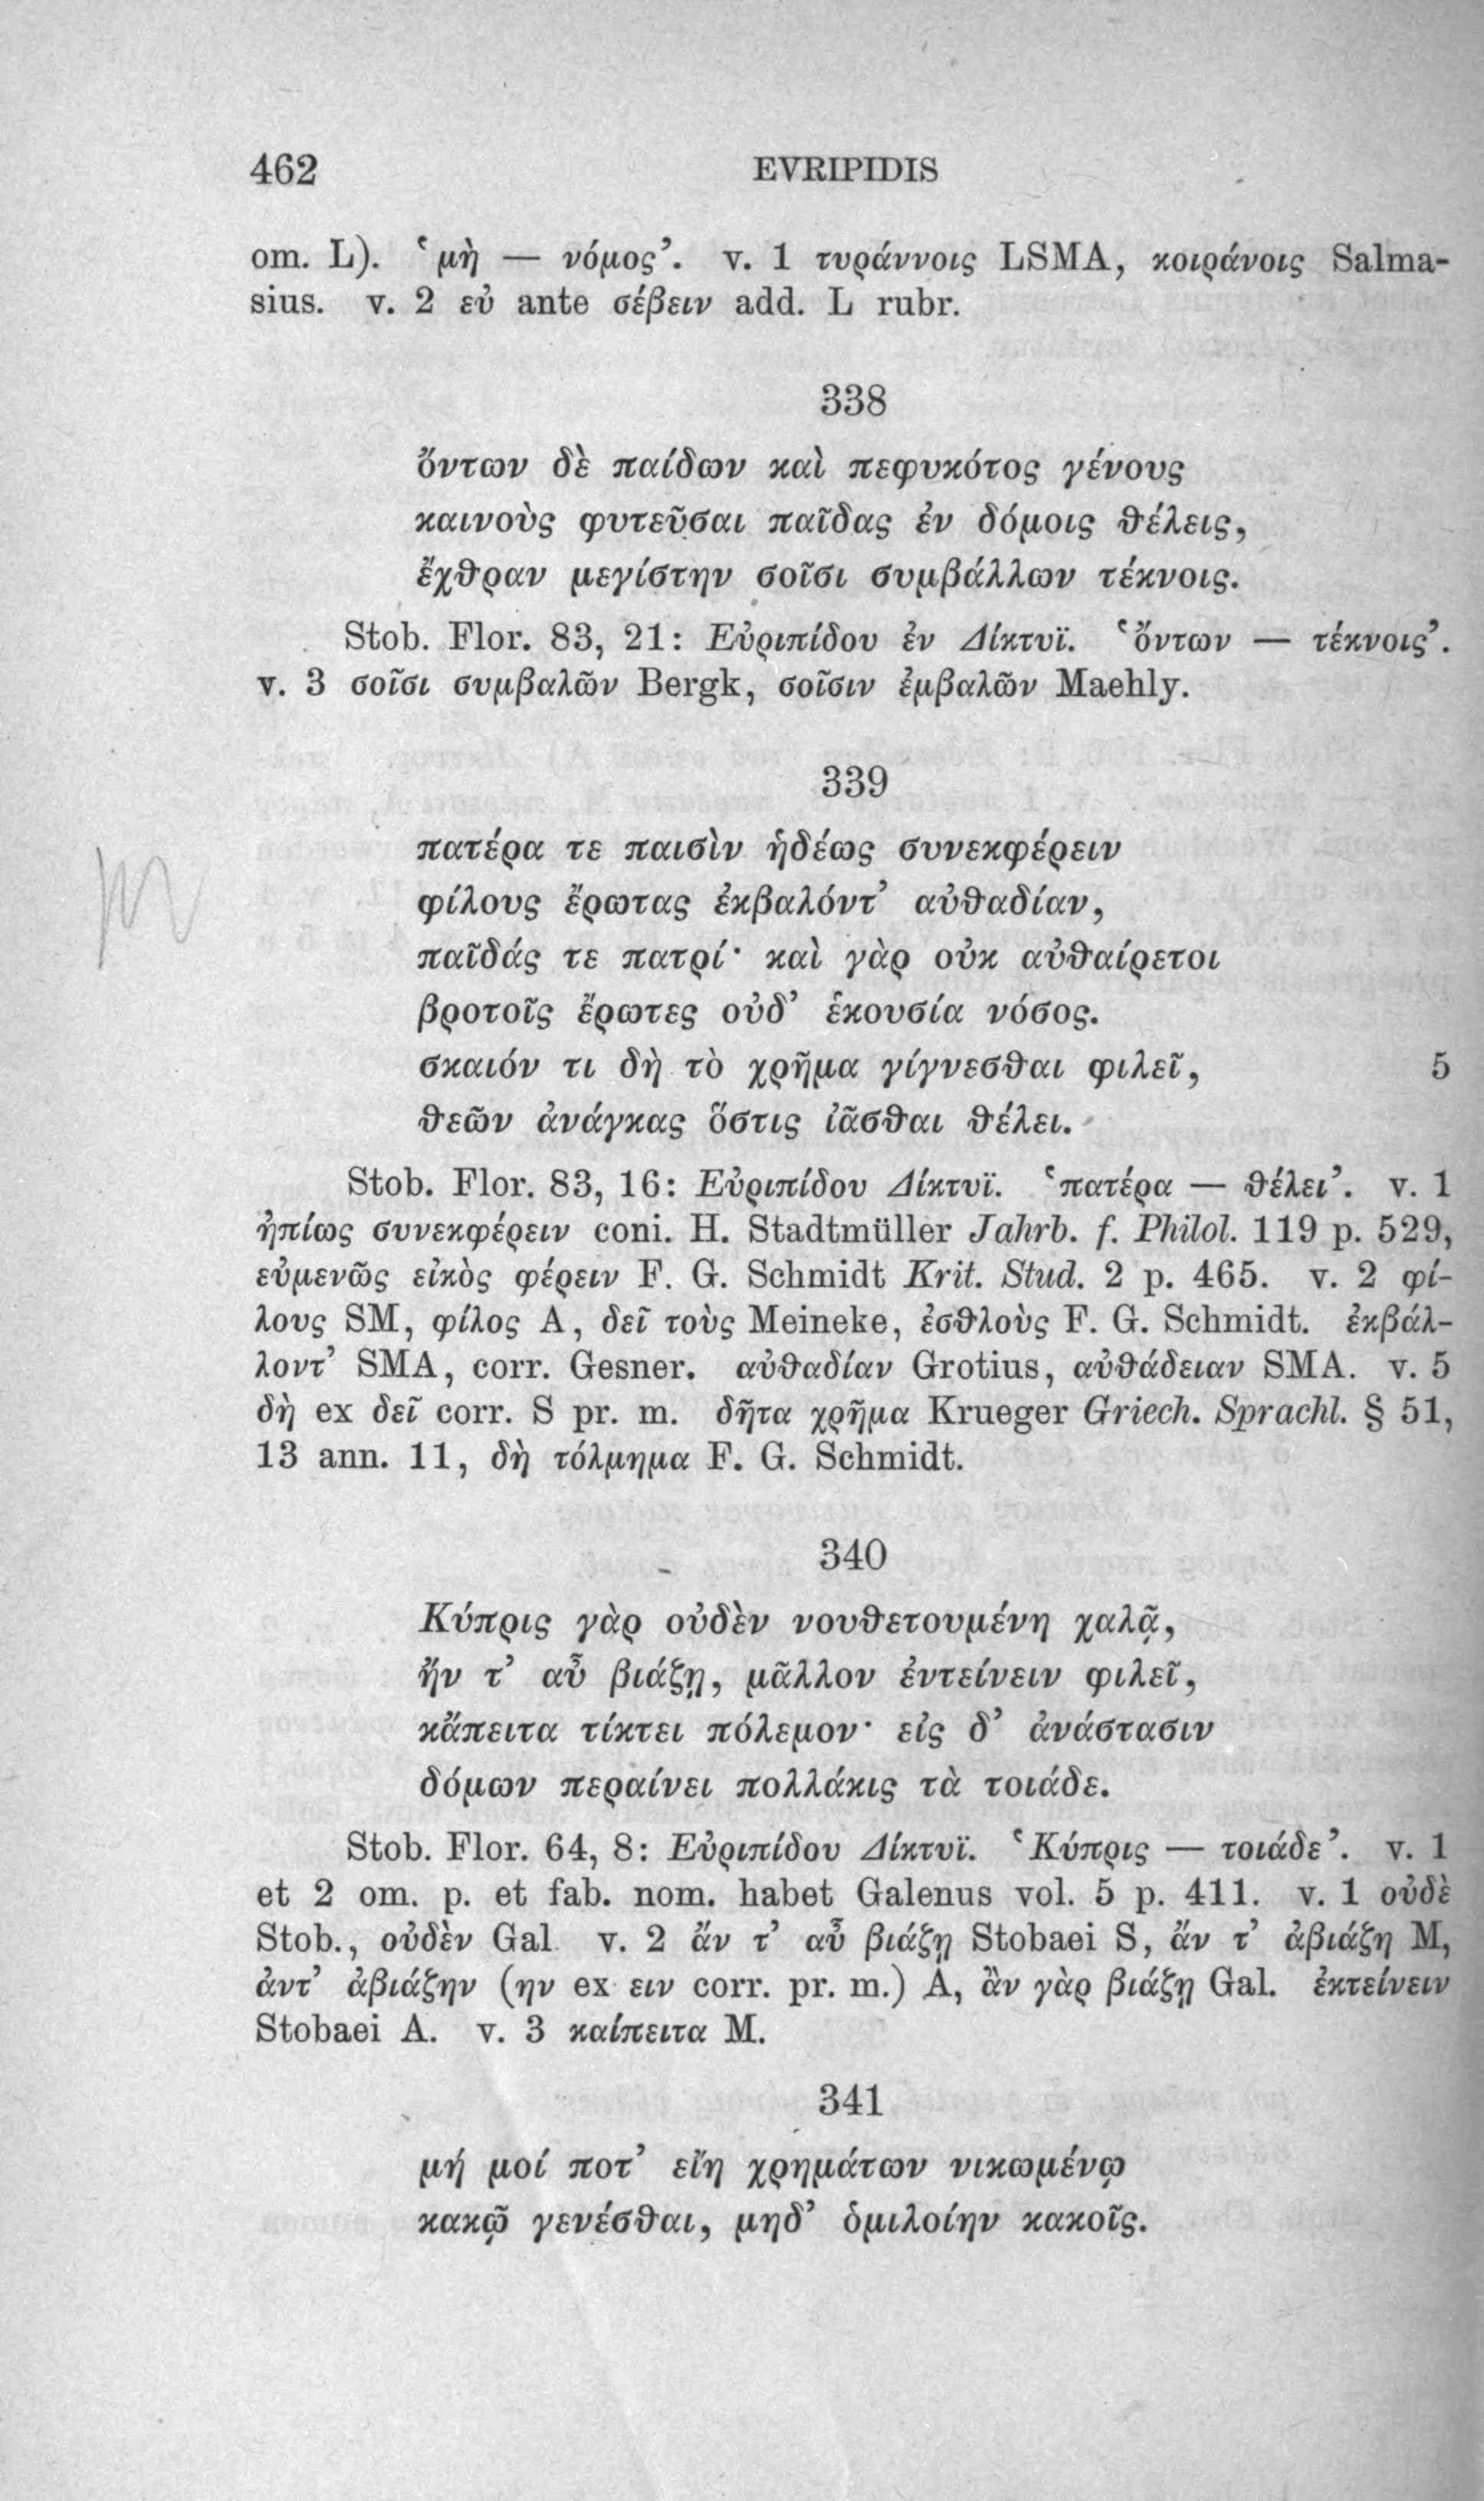 462 EVRIPIDIS
om. L). ‘μὴ — νόμος’. v. 1 τυράννοις LSMA, κοιράνοις Salma-
sius. v. 2 εὐ ante σέβειν add. L rubr.
338
ὄντων δὲ παίδων καὶ πεφυκότος γένους
καινοὺς φυτεῦσαι παῖδας ἐν δόμοις θέλεις,
ἔχθραν μεγίστην σοῖσι συμβάλλων τέκνοις.
Stob. Flor. 83, 21: Εὐριπίδου ἐν Δίκτυϊ. ‘ὄντων — τέκνοις’.
v. 3 σοῖσι συμβαλῶν Bergk, σοῖσιν ἐμβαλῶν Maehly.
339
πατέρα τε παισὶν ἡδέως συνεκφέρειν
φίλους ἔρωτας ἐκβαλόντ’ αὐθαδίαν,
παῖδάς τε πατρί· καὶ γὰρ οὐκ αὐθαίρετοι
βροτοῖς ἔρωτες οὐδ’ ἑκουσία νόσος.
σκαιόν τι δὴ τὸ χρῆμα γίγνεσθαι φιλεῖ, 5
θεῶν ἀνάγκας ὅστις ἰᾶσθαι θέλει.
Stob. Flor. 83, 16: Εὐριπίδου Δίκτυϊ. ‘πατέρα — θέλει’. v. 1
ἠπίως συνεκφέρειν coni. H. Stadtmüller Jahrb. f. Philol. 119 p. 529,
εὐμενῶς εἰκὸς φέρειν F. G. Schmidt Krit. Stud. 2 p. 465. v. 2 φί-
λους SM, φίλος A, δεῖ τοὺς Meineke, ἐσθλοὺς F. G. Schmidt. ἐκβάλ-
λοντ’ SMA, corr. Gesner. αὐθαδίαν Grotius, αὐθάδειαν SMA. v. 5
δὴ ex δεῖ corr. S pr. m. δῆτα χρῆμα Krueger Griech. Sprachl. § 51,
13 ann. 11, δὴ τόλμημα F. G. Schmidt.
340
Κύπρις γὰρ οὐδὲν νουθετουμένη χαλᾷ,
ἤν τ’ αὖ βιάζῃ, μᾶλλον ἐντείνειν φιλεῖ,
κἄπειτα τίκτει πόλεμον· εἰς δ’ ἀνάστασιν
δόμων περαίνει πολλάκις τὰ τοιάδε.
Stob. Flor. 64, 8: Εὐριπίδου Δίκτυϊ. ‘Κύπρις — τοιάδε’. v. 1
et 2 om. p. et fab. nom. habet Galenus vol. 5 p. 411. v. 1 οὐδὲ
Stob., οὐδὲν Gal. v. 2 ἄν τ’ αὖ βιάζῃ Stobaei S, ἄν τ’ ἀβιάζη M,
ἀντ’ ἀβιάζην (ην ex ειν corr. pr. m.) A, ἂν γὰρ βιάζῃ Gal. ἐκτείνειν
Stobaei A. v. 3 καίπειτα M.
341
μή μοί ποτ’ εἴη χρημάτων νικωμένῳ
κακῷ γενέσθαι, μηδ’ ὁμιλοίην κακοῖς.